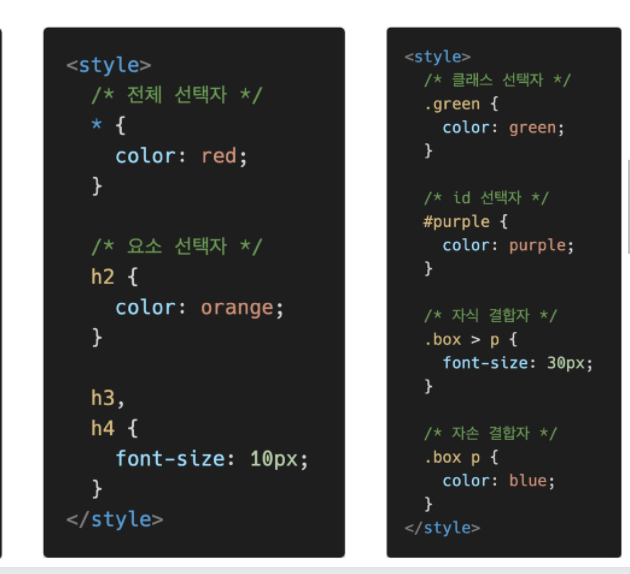 <style>
/* 전체 선택자 */
* {
color: red;
}
/* 요소 선택자 */
h2 {
color: orange;
}
h3,
h4 {
font-size: 10px;
}
</style>
<style>
/* 클래스 선택자 */
.green {
color: green;
}
/* id 선택자 */
#purple {
color: purple;
}
/* 자식 결합자 */
.box > p {
font-size: 30px;
}
/* 자손 결합자 */
.box p {
color: blue;
}
</style>